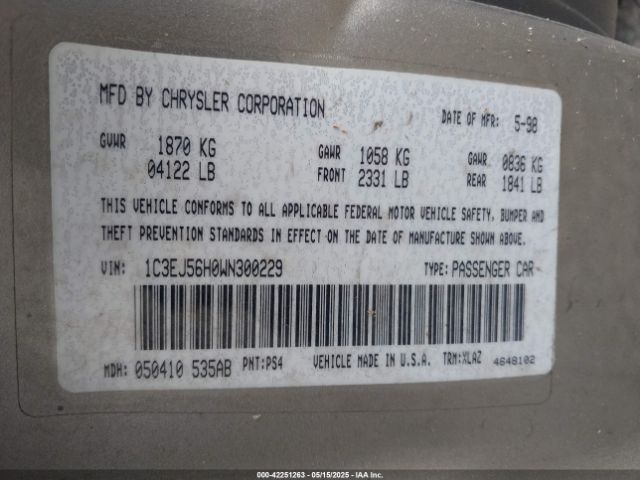 MFD BY CHRYSLER CORPORATION DATE OF MFR: 5-98
GVWR 1870 KG GAWR 1058 KG GAWR 0836 KG
04122 LB FRONT 2331 LB REAR 1841 LB
THIS VEHICLE CONFORMS TO ALL APPLICABLE FEDERAL MOTOR VEHICLE SAFETY, BUMPER AND
THEFT PREVENTION STANDARDS IN EFFECT ON THE DATE OF MANUFACTURE SHOWN ABOVE.
VIN: 1C3EJ56H0WN300229 TYPE: PASSENGER CAR
MDH: 050410 535AB PNT:PS4 VEHICLE MADE IN U.S.A. TRM:XLAZ 4648102
000-42251263 - 05/15/2025 - IAA Inc.